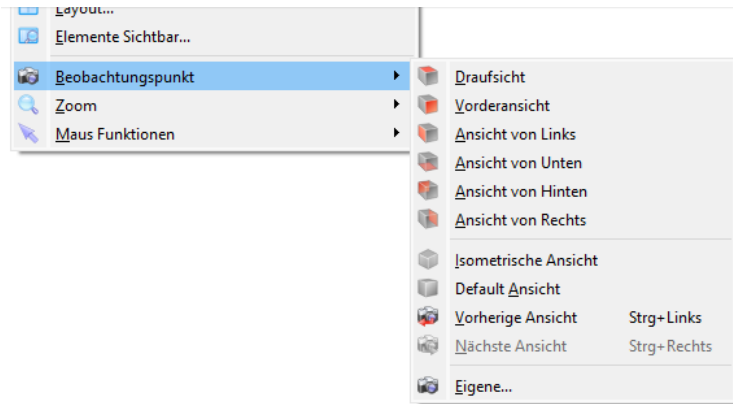 Layout...
Elemente Sichtbar...
Beobachtungspunkt
Zoom
Maus Funktionen
Draufsicht
Vorderansicht
Ansicht von Links
Ansicht von Unten
Ansicht von Hinten
Ansicht von Rechts
Isometrische Ansicht
Default Ansicht
Vorherige Ansicht Strg+Links
Nächste Ansicht Strg+Rechts
Eigene...